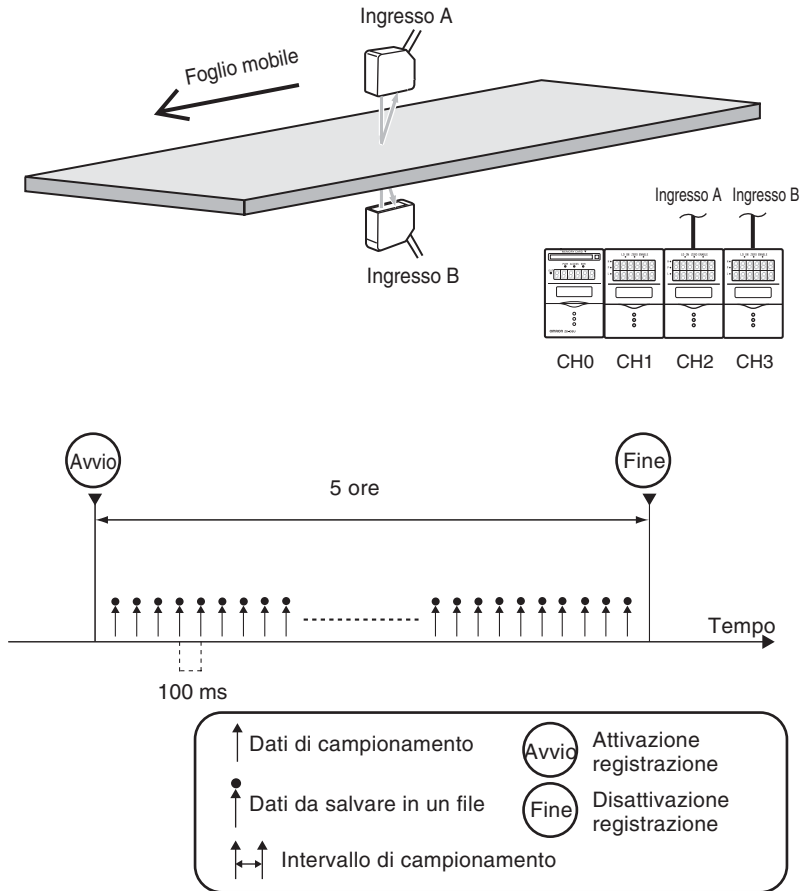 Ingresso A
Foglio mobile
Ingresso B
Ingresso A Ingresso B
CH0 CH1 CH2 CH3
Avvio
Fine
5 ore
Tempo
100 ms
Dati di campionamento
Avvio
Attivazione
registrazione
Dati da salvare in un file
Fine
Disattivazione
registrazione
Intervallo di campionamento